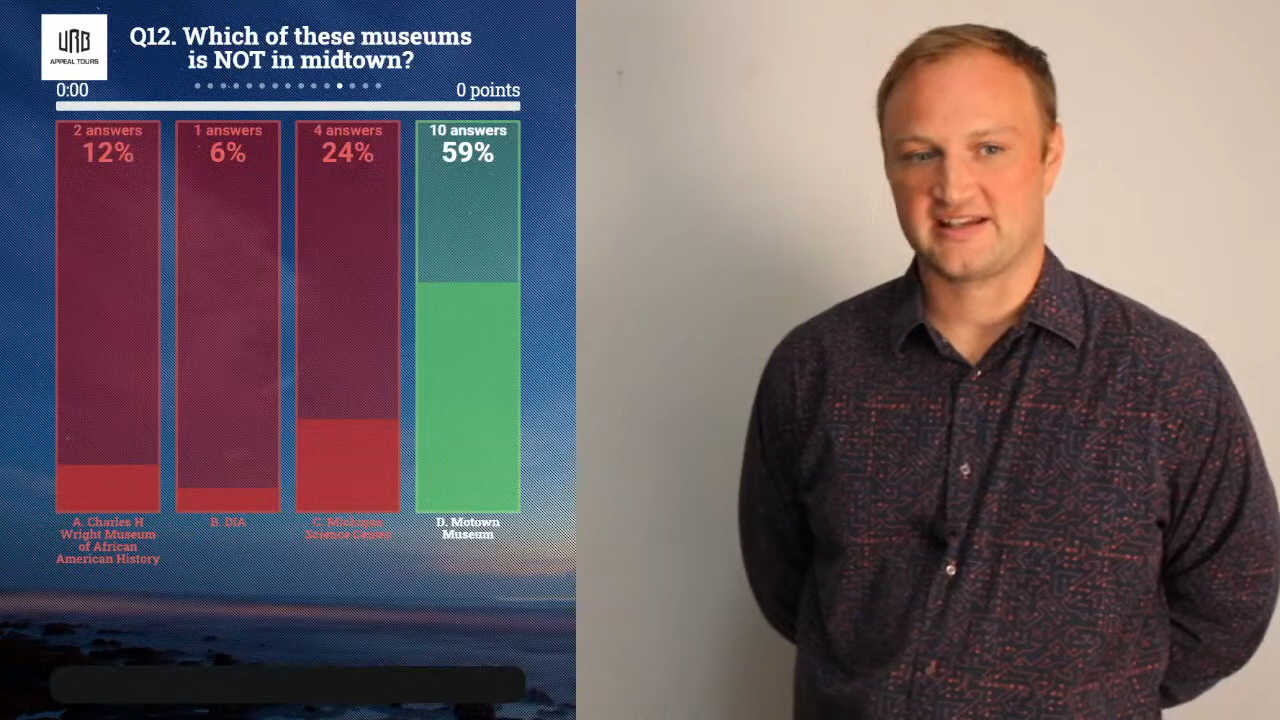 URB
APPEAL TOURS
Q12. Which of these museums
is NOT in midtown?
0:00
0 points
2 answers
12%
1 answers
6%
4 answers
24%
10 answers
59%
A. Charles H
Wright Museum
of African
American History
B. DIA
C. Michigan
Science Center
D. Motown
Museum